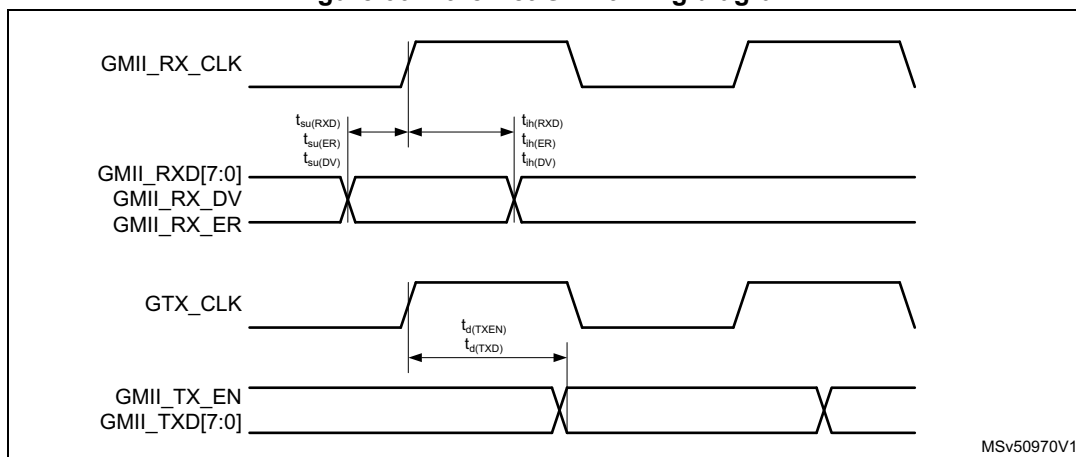 GMII_RX_CLK
tsu(RXD)
tsu(ER)
tsu(DV)
tih(RXD)
tih(ER)
tih(DV)
GMII_RXD[7:0]
GMII_RX_DV
GMII_RX_ER
GTX_CLK
td(TXEN)
td(TXD)
GMII_TX_EN
GMII_TXD[7:0]
MSv50970V1